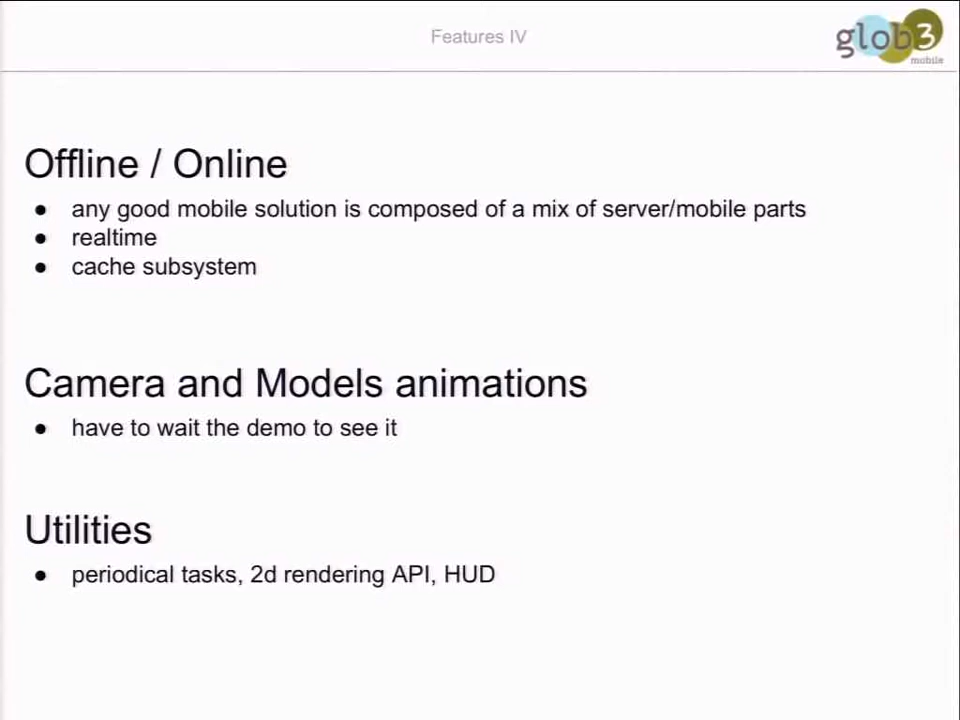 Features IV
glob3
mobile
Offline / Online
● any good mobile solution is composed of a mix of server/mobile parts
● realtime
● cache subsystem
Camera and Models animations
● have to wait the demo to see it
Utilities
● periodical tasks, 2d rendering API, HUD